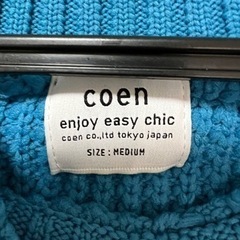 coen
enjoy easy chic
coen co.,ltd tokyo japan
SIZE : MEDIUM